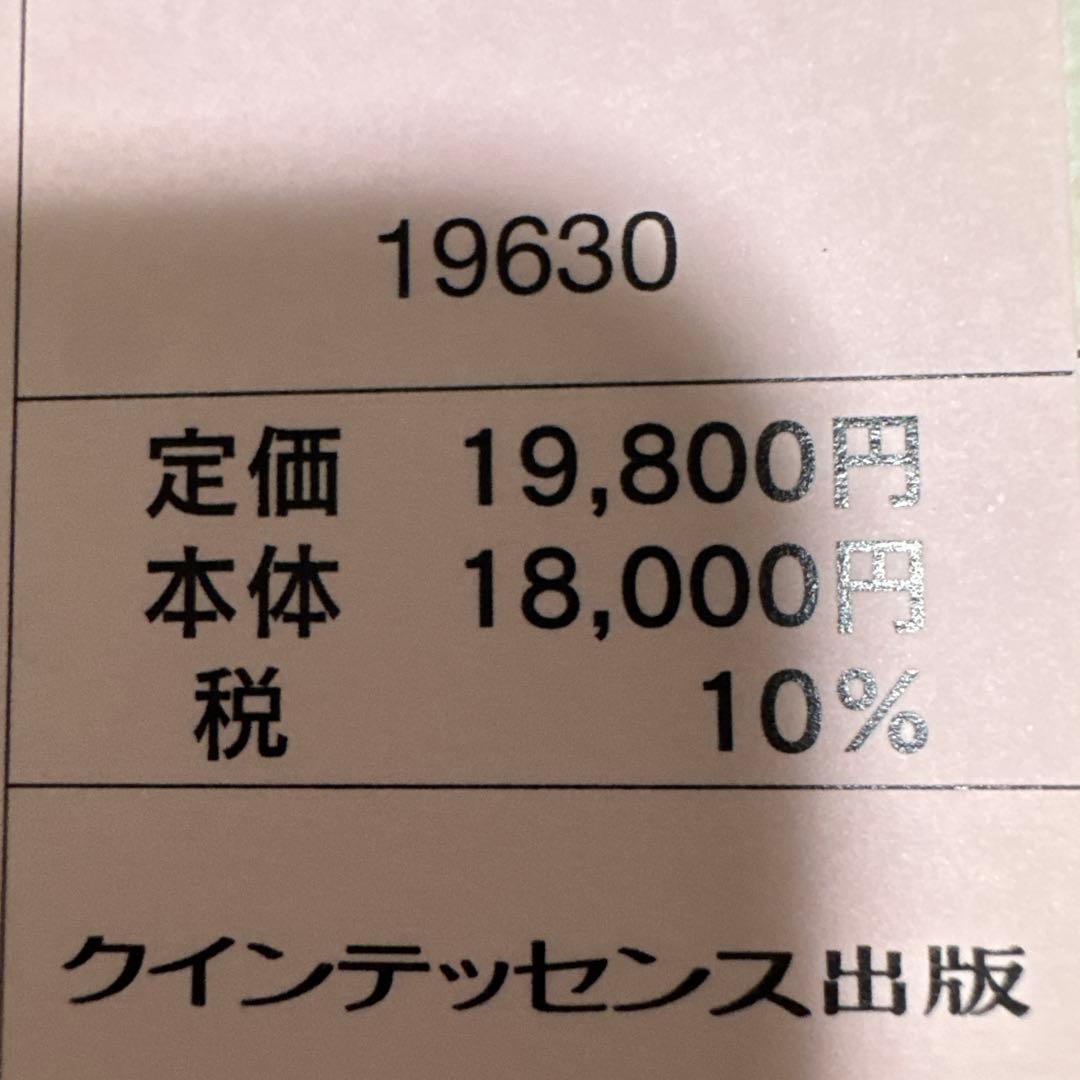 19630
定価 19,800円
本体 18,000円
税 10%
クインテッセンス出版